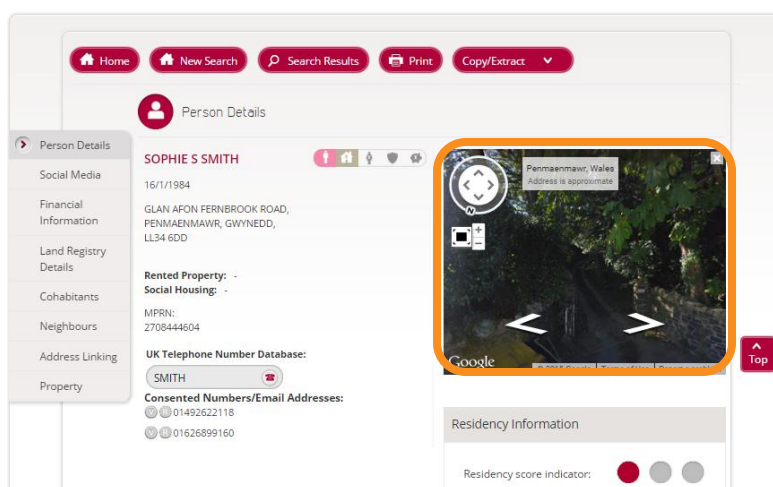 Home
New Search
Search Results
Print
Copy/Extract
Person Details
Person Details
Social Media
Financial
Information
Land Registry
Details
Cohabitants
Neighbours
Address Linking
Property
SOPHIE S SMITH
16/1/1984
GLAN AFON FERNBROOK ROAD,
PENMAENMAWR, GWYNEDD,
LL34 6DD
Rented Property: -
Social Housing: -
MPRN:
2708444604
UK Telephone Number Database:
SMITH
Consented Numbers/Email Addresses:
01492622118
01626899160
Penmaenmawr, Wales
Address is approximate
N
Google
Top
Residency Information
Residency score indicator: